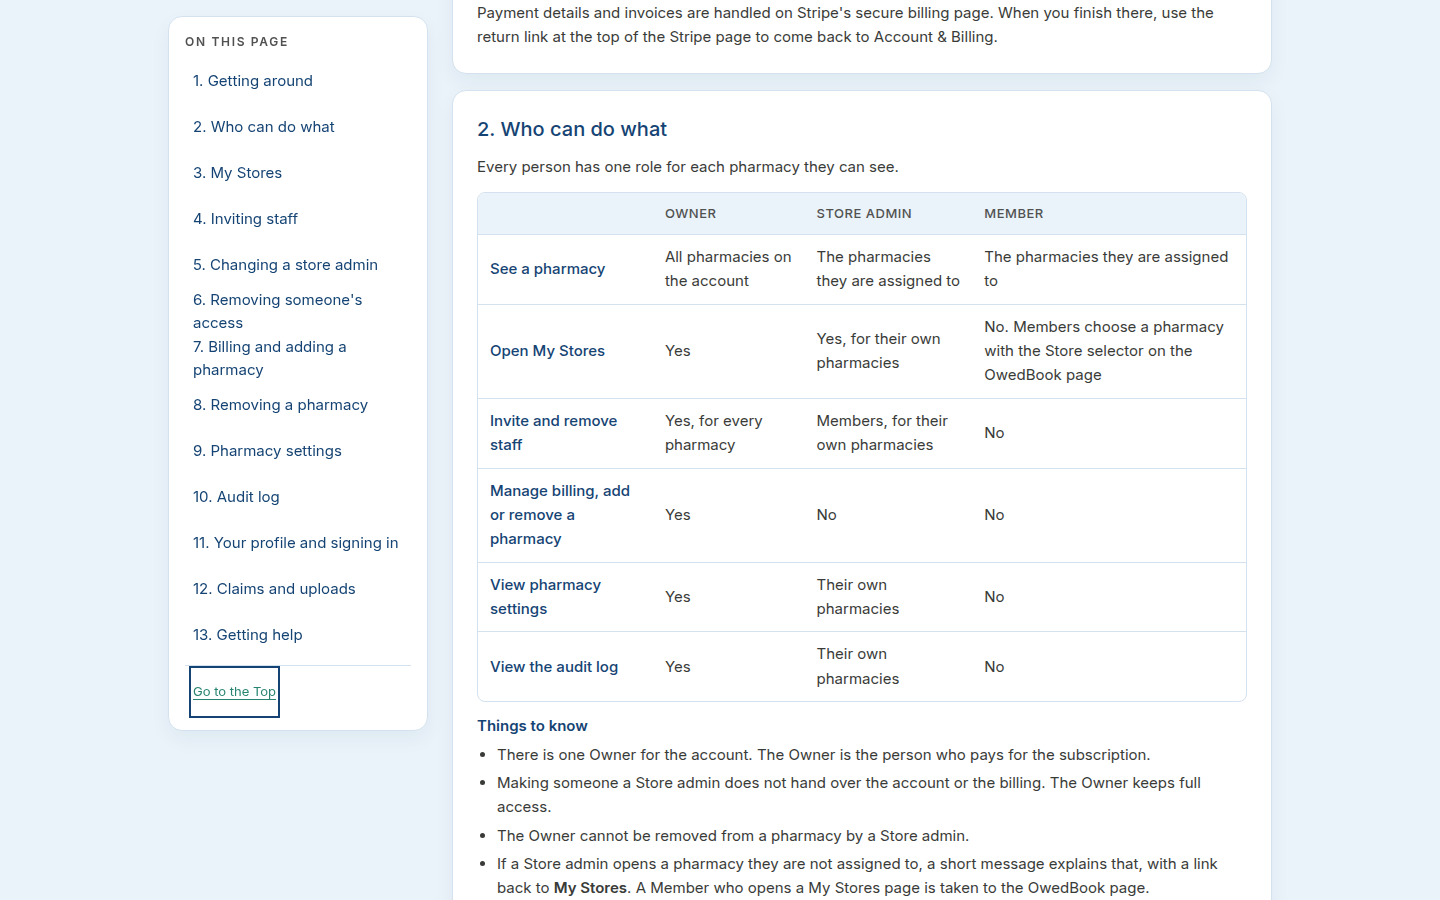 ON THIS PAGE
1. Getting around
2. Who can do what
3. My Stores
4. Inviting staff
5. Changing a store admin
6. Removing someone's
access
7. Billing and adding a
pharmacy
8. Removing a pharmacy
9. Pharmacy settings
10. Audit log
11. Your profile and signing in
12. Claims and uploads
13. Getting help
Go to the Top
Payment details and invoices are handled on Stripe's secure billing page. When you finish there, use the
return link at the top of the Stripe page to come back to Account & Billing.
2. Who can do what
Every person has one role for each pharmacy they can see.
OWNER STORE ADMIN MEMBER
See a pharmacy
All pharmacies on
the account
The pharmacies
they are assigned to
The pharmacies they are assigned
to
Open My Stores
Yes
Yes, for their own
pharmacies
No. Members choose a pharmacy
with the Store selector on the
OwedBook page
Invite and remove
staff
Yes, for every
pharmacy
Members, for their
own pharmacies
No
Manage billing, add
or remove a
pharmacy
Yes
No
No
View pharmacy
settings
Yes
Their own
pharmacies
No
View the audit log
Yes
Their own
pharmacies
No
Things to know
• There is one Owner for the account. The Owner is the person who pays for the subscription.
• Making someone a Store admin does not hand over the account or the billing. The Owner keeps full
access.
• The Owner cannot be removed from a pharmacy by a Store admin.
• If a Store admin opens a pharmacy they are not assigned to, a short message explains that, with a link
back to My Stores. A Member who opens a My Stores page is taken to the OwedBook page.